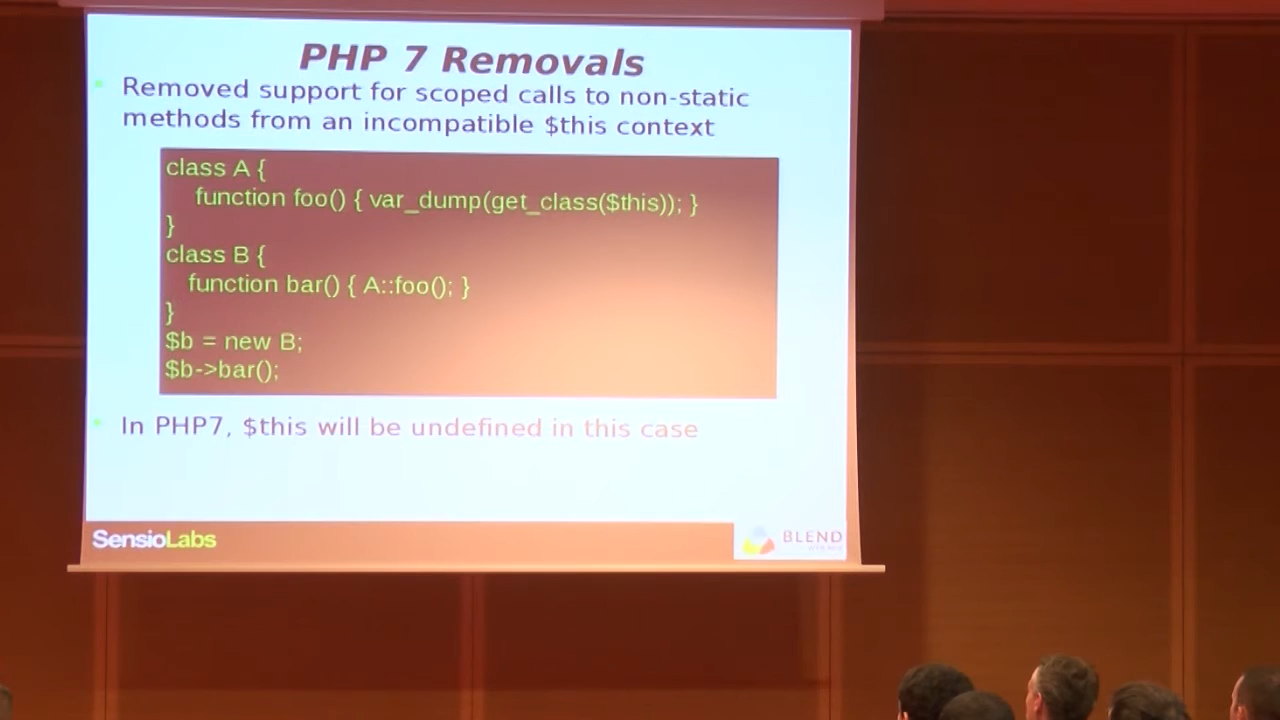 PHP 7 Removals
Removed support for scoped calls to non-static
methods from an incompatible $this context
class A {
function foo() { var_dump(get_class($this)); }
}
class B {
function bar() { A::foo(); }
}
$b = new B;
$b->bar();
In PHP7, $this will be undefined in this case
SensioLabs
BLEND